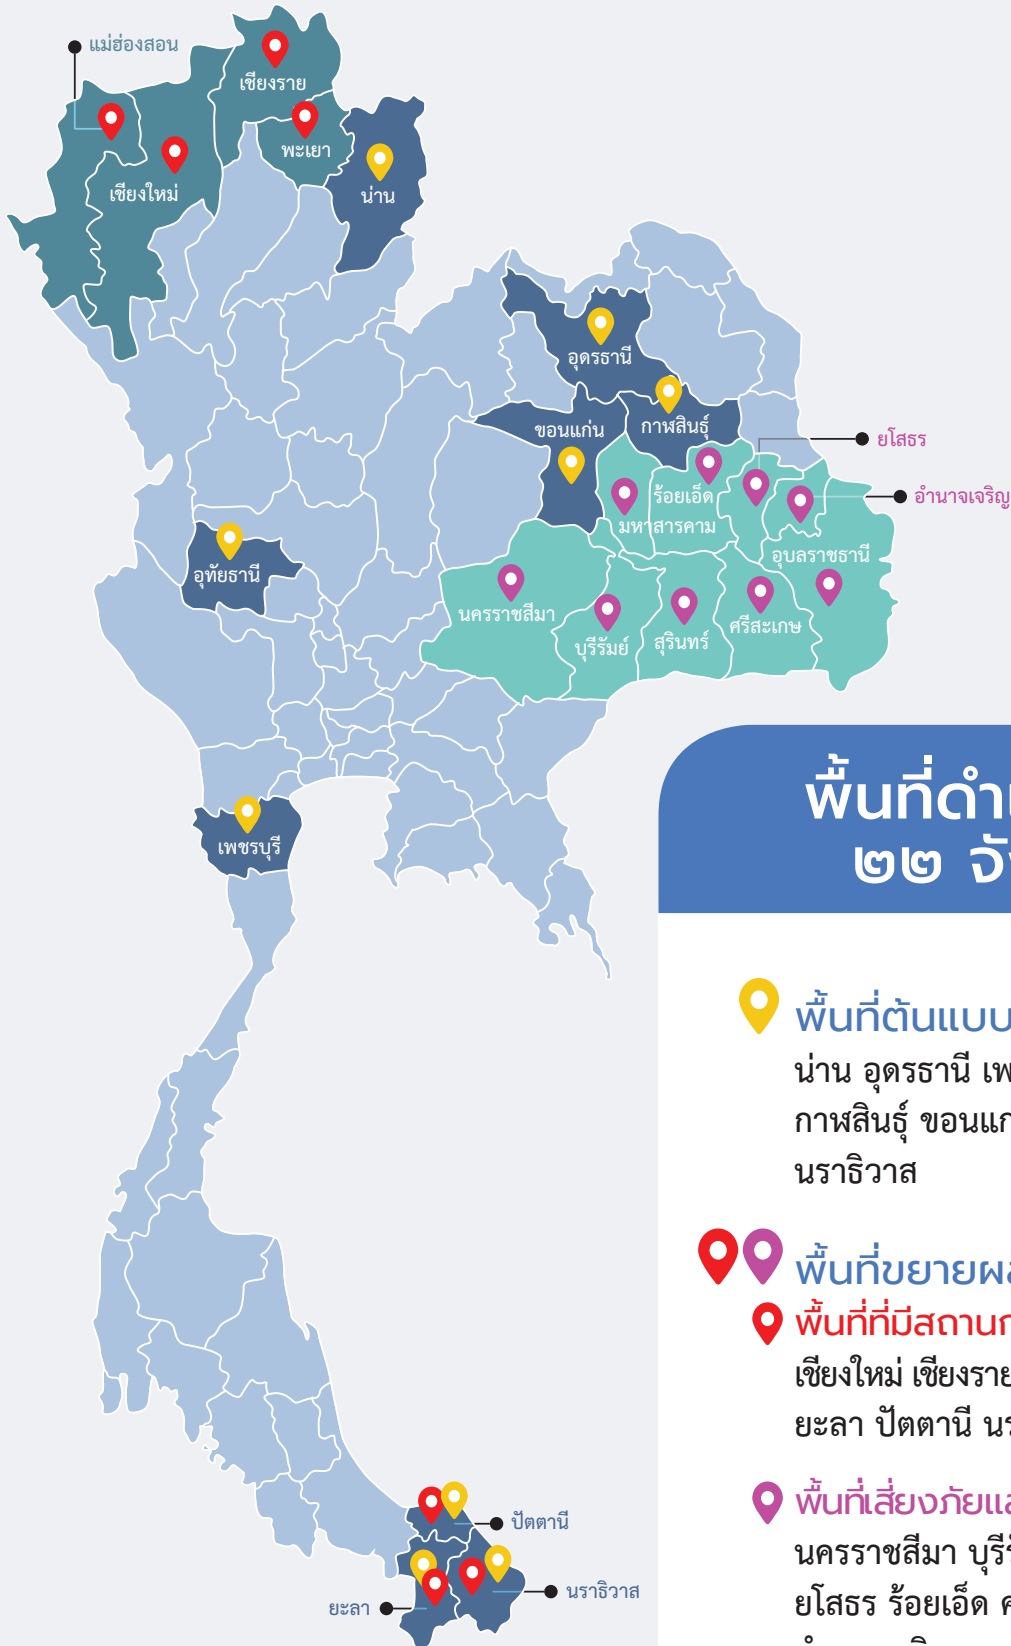 แม่ฮ่องสอน
เชียงราย
พะเยา
เชียงใหม่
น่าน
อุดรธานี
ขอนแก่น
กาฬสินธุ์
ยโสธร
ร้อยเอ็ด
อำนาจเจริญ
มหาสารคาม
อุบลราชธานี
อุทัยธานี
นครราชสีมา
บุรีรัมย์
สุรินทร์
ศรีสะเกษ
เพชรบุรี
พื้นที่ดำ
๒๒ จั
พื้นที่ต้นแบบ
น่าน อุดรธานี เพ
กาฬสินธุ์ ขอนแก
นราธิวาส
พื้นที่ขยายผล
พื้นที่ที่มีสถานก
เชียงใหม่ เชียงราย
ยะลา ปัตตานี นร
พื้นที่เสี่ยงภัยแล
นครราชสีมา บุรีร
ยโสธร ร้อยเอ็ด ศ
ปัตตานี
นราธิวาส
ยะลา